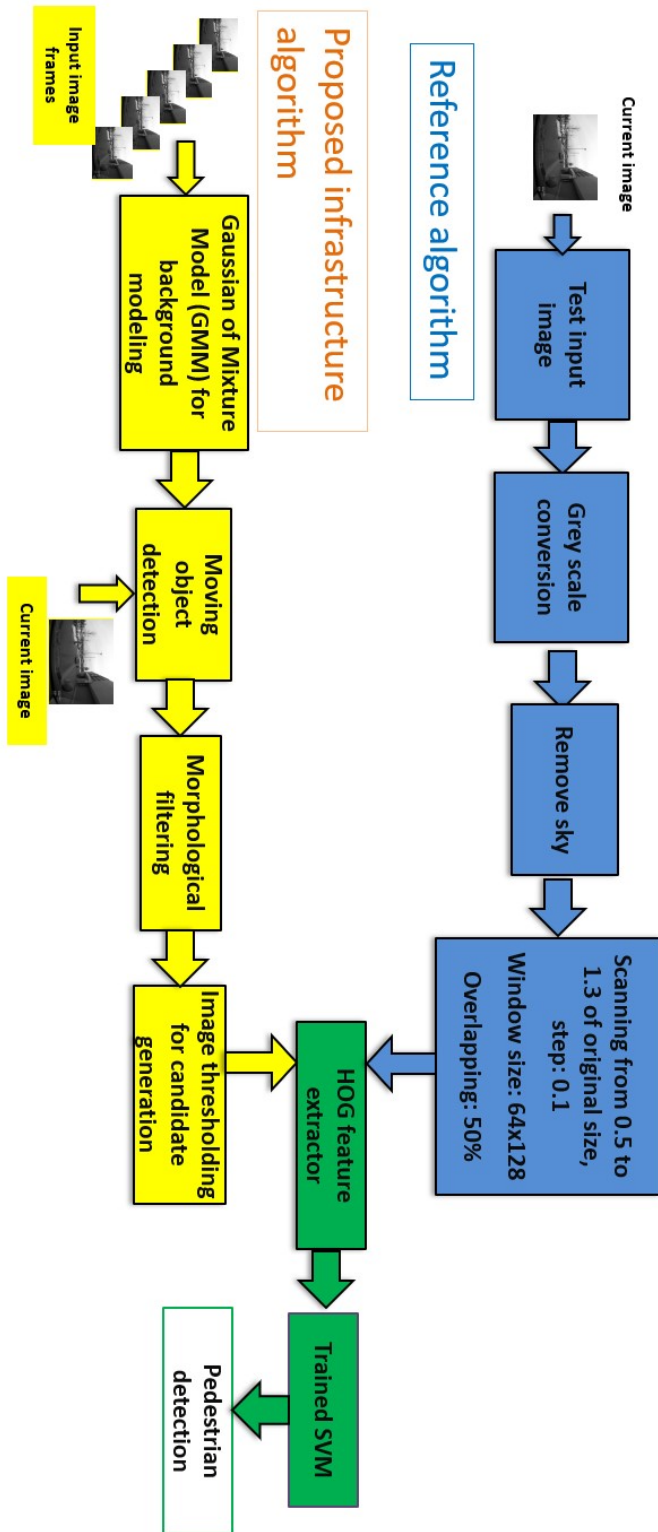 Current image
Test input
image
Grey scale
conversion
Remove sky
Scanning from 0.5 to
1.3 of original size,
step: 0.1
Window size: 64x128
Overlapping: 50%
Reference algorithm
Proposed infrastructure
algorithm
HOG feature
extractor
Trained SVM
Pedestrian
detection
Input image
frames
Gaussian of Mixture
Model (GMM) for
background
modeling
Moving
object
detection
Morphological
filtering
Image thresholding
for candidate
generation
Current image